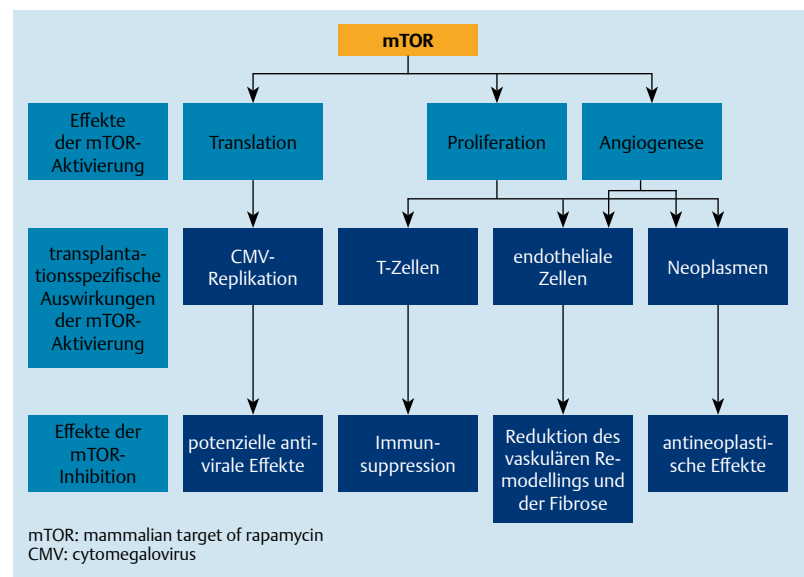 mTOR
Effekte
der mTOR-
Aktivierung
Translation
Proliferation
Angiogenese
transplanta-
tionsspezifische
Auswirkungen
der mTOR-
Aktivierung
CMV-
Replikation
T-Zellen
endotheliale
Zellen
Neoplasmen
Effekte der
mTOR-
Inhibition
potenzielle anti-
virale Effekte
Immun-
suppression
Reduktion des
vaskulären Re-
modellings und
der Fibrose
antineoplasti-
sche Effekte
mTOR: mammalian target of rapamycin
CMV: cytomegalovirus